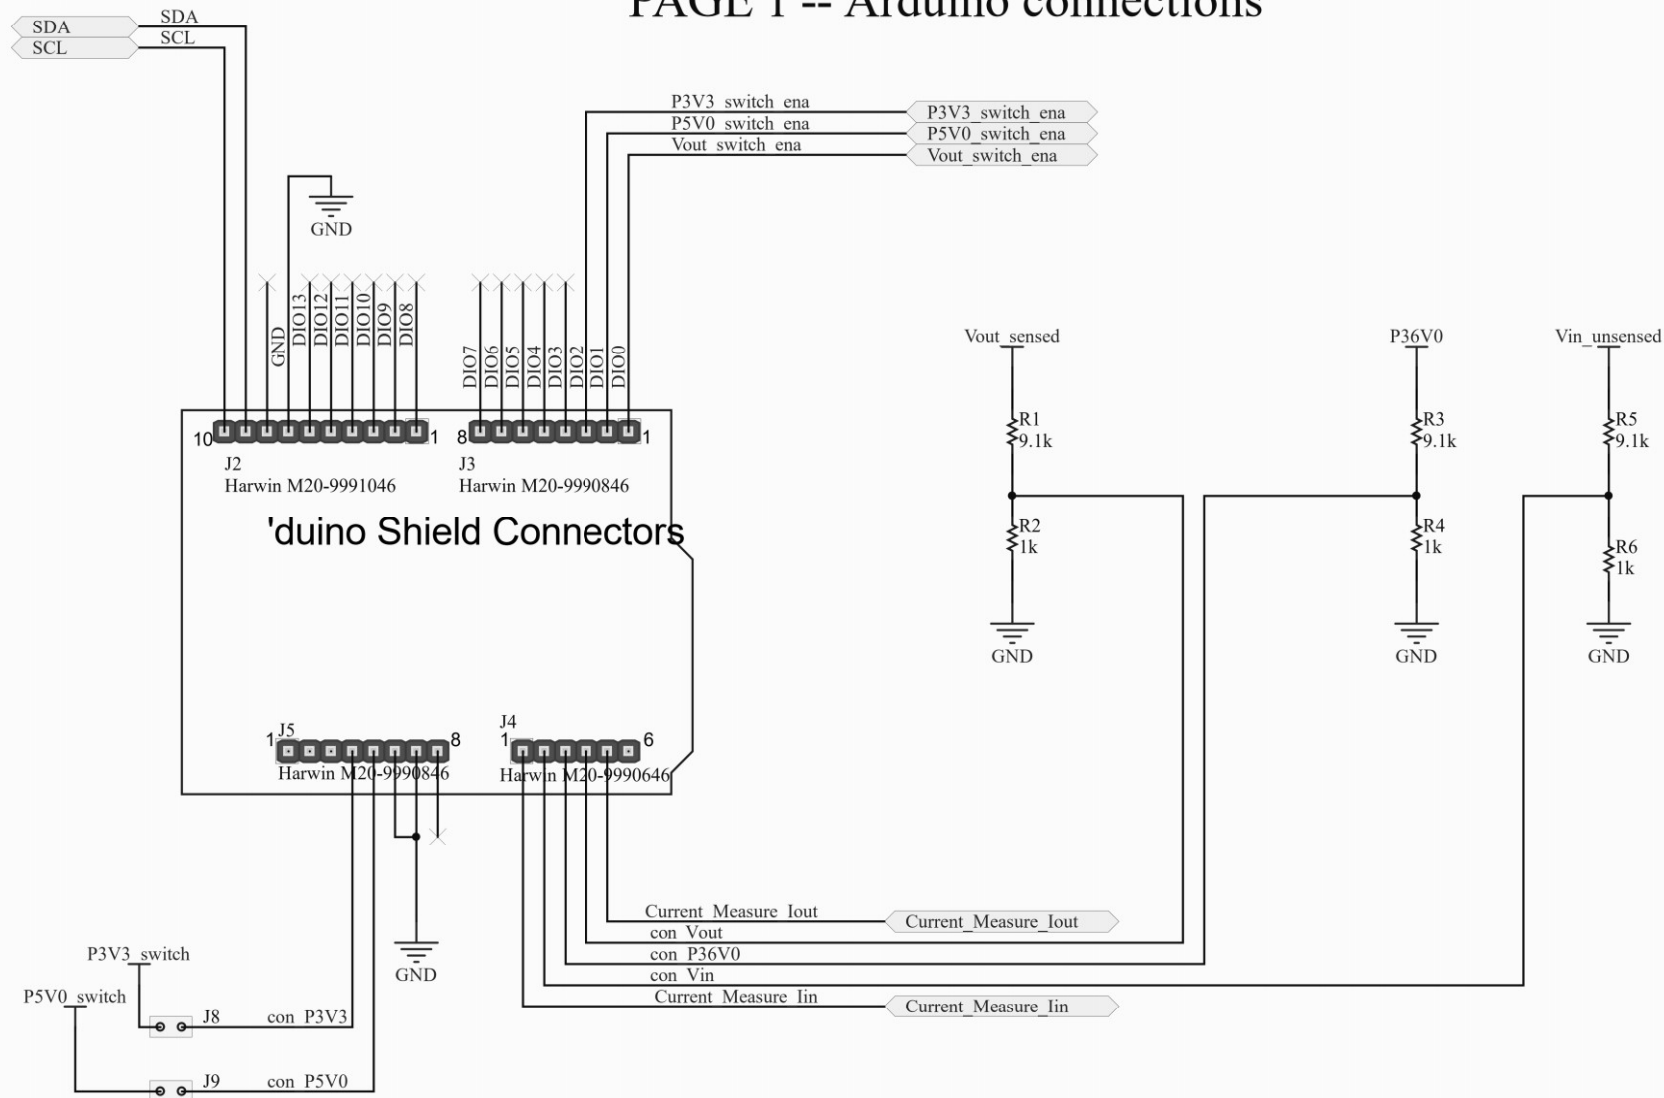 PAGE 1 -- Arduino connections
SDA
SDA
SCL
SCL
P3V3_switch_ena
P3V3_switch_ena
P5V0_switch_ena
P5V0_switch_ena
Vout_switch_ena
Vout_switch_ena
GND
GND
DIO13
DIO12
DIO11
DIO10
DIO9
DIO8
DIO7
DIO6
DIO5
DIO4
DIO3
DIO2
DIO1
DIO0
10
1
8
1
J2
Harwin M20-9991046
J3
Harwin M20-9990846
'duino Shield Connectors
Vout_sensed
R1
9.1k
R2
1k
GND
P36V0
R3
9.1k
R4
1k
GND
Vin_unsensed
R5
9.1k
R6
1k
GND
J5
1
8
Harwin M20-9990846
J4
1
6
Harwin M20-9990646
GND
Current_Measure_Iout
Current_Measure_Iout
con_Vout
con_P36V0
con_Vin
Current_Measure_Iin
Current_Measure_Iin
P3V3_switch
P5V0_switch
J8
con_P3V3
J9
con_P5V0